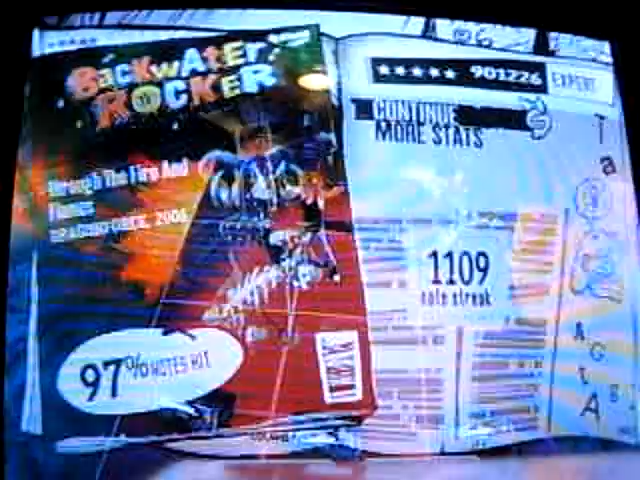 BACKWATER
ROCKER
Through The Fire And
Flames
DRAGONFORCE, 2006
97% NOTES HIT
★★★★★ 901226 EXPERT
CONTINUE
MORE STATS
1109
note streak